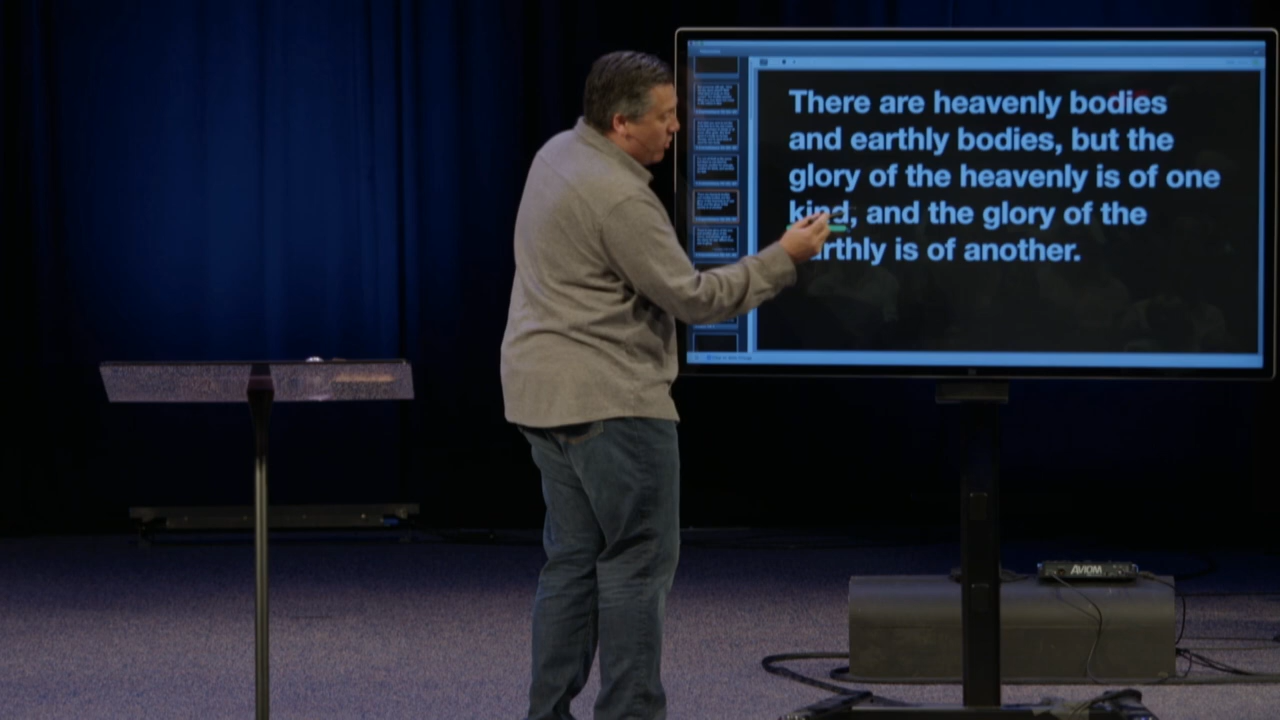 There are heavenly bodies
and earthly bodies, but the
glory of the heavenly is of one
kind, and the glory of the
earthly is of another.
AVIOM